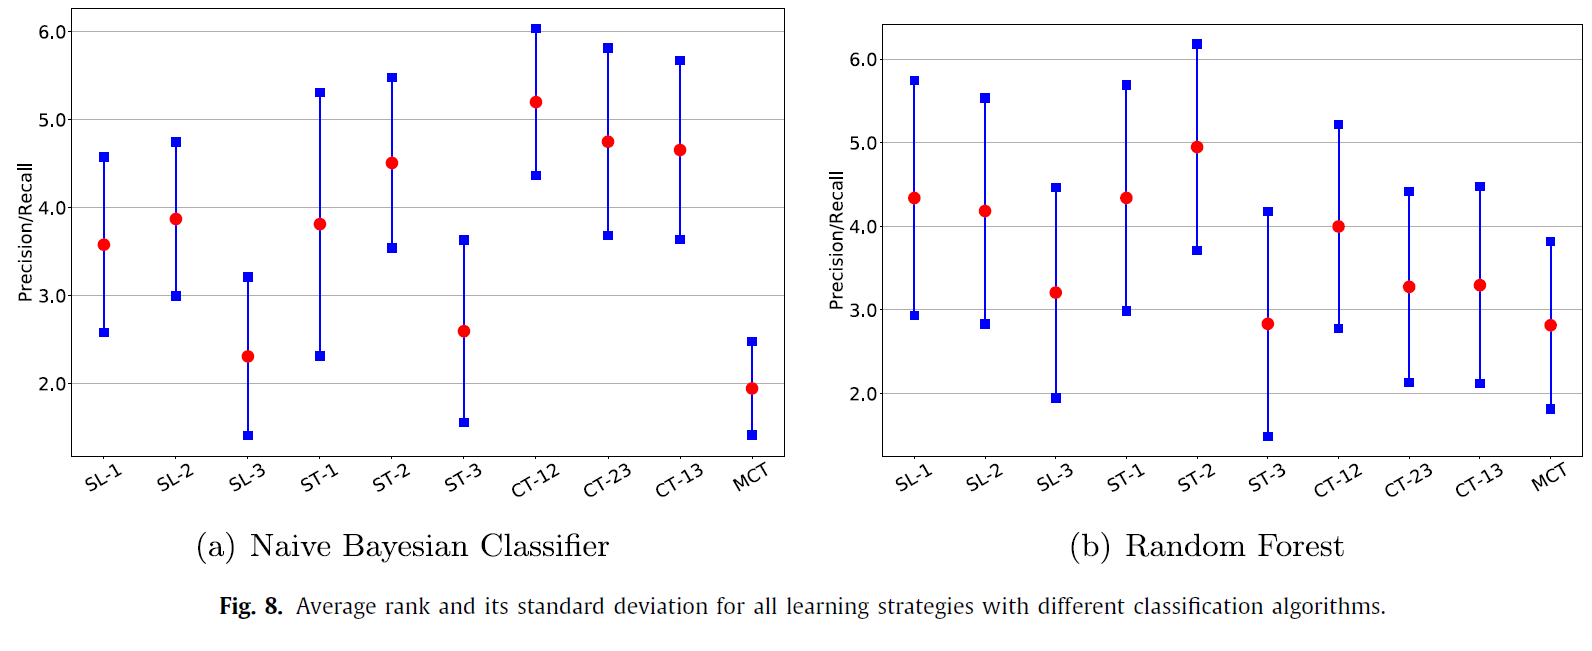 6.0
5.0
4.0
3.0
2.0
Precision/Recall
SL-1 SL-2 SL-3 ST-1 ST-2 ST-3 CT-12 CT-23 CT-13 MCT
(a) Naive Bayesian Classifier
6.0
5.0
4.0
3.0
2.0
Precision/Recall
SL-1 SL-2 SL-3 ST-1 ST-2 ST-3 CT-12 CT-23 CT-13 MCT
(b) Random Forest
Fig. 8. Average rank and its standard deviation for all learning strategies with different classification algorithms.